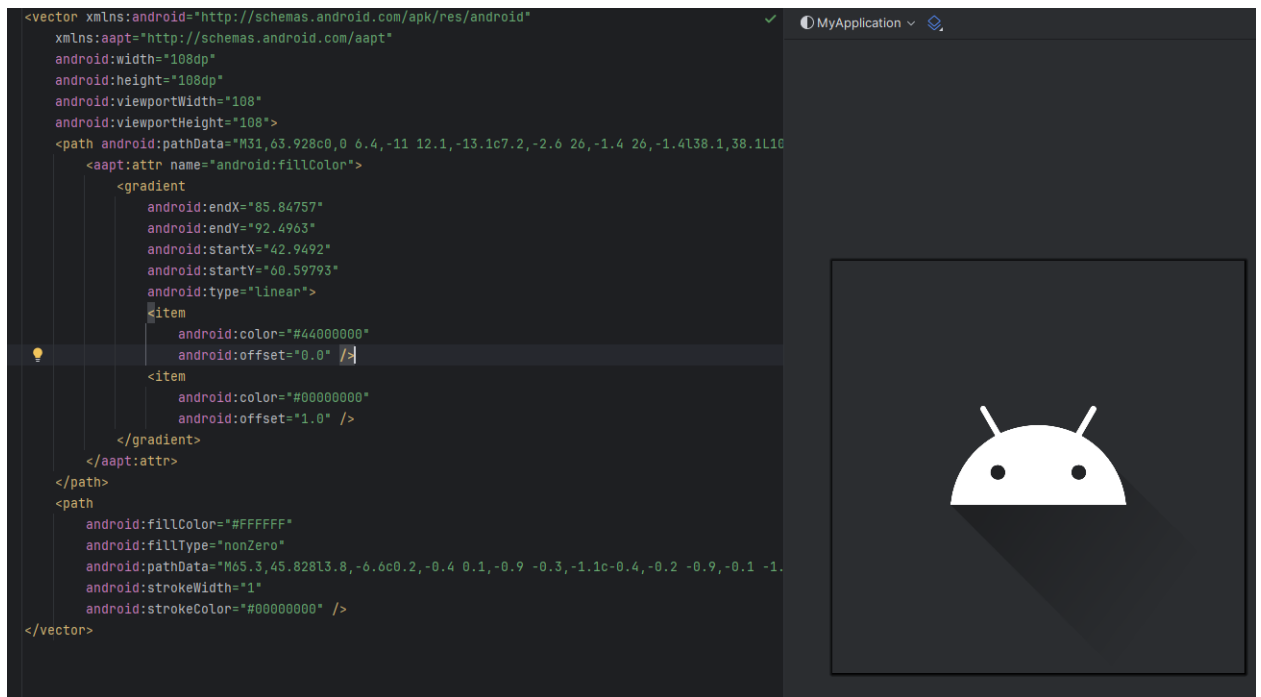 <vector xmlns:android="http://schemas.android.com/apk/res/android"
    xmlns:aapt="http://schemas.android.com/aapt"
    android:width="108dp"
    android:height="108dp"
    android:viewportWidth="108"
    android:viewportHeight="108">
    <path android:pathData="M31,63.928c0,0 6.4,-11 12.1,-13.1c7.2,-2.6 26,-1.4 26,-1.4l38.1,38.1L10
        <aapt:attr name="android:fillColor">
            <gradient
                android:endX="85.84757"
                android:endY="92.4963"
                android:startX="42.9492"
                android:startY="60.59793"
                android:type="linear">
                <item
                    android:color="#44000000"
                    android:offset="0.0" />
                <item
                    android:color="#00000000"
                    android:offset="1.0" />
            </gradient>
        </aapt:attr>
    </path>
    <path
        android:fillColor="#FFFFFF"
        android:fillType="nonZero"
        android:pathData="M65.3,45.828l3.8,-6.6c0.2,-0.4 0.1,-0.9 -0.3,-1.1c-0.4,-0.2 -0.9,-0.1 -1.
        android:strokeWidth="1"
        android:strokeColor="#00000000" />
</vector>
MyApplication